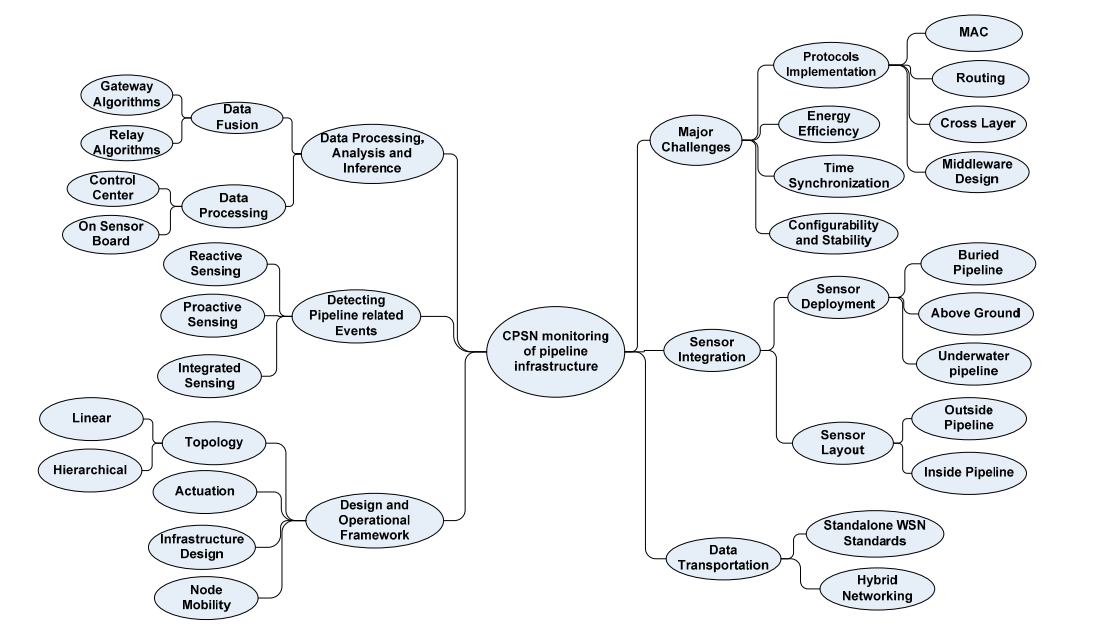 CPSN monitoring
of pipeline
infrastructure
Data Processing,
Analysis and
Inference
Data
Fusion
Gateway
Algorithms
Relay
Algorithms
Data
Processing
Control
Center
On Sensor
Board
Detecting
Pipeline related
Events
Reactive
Sensing
Proactive
Sensing
Integrated
Sensing
Design and
Operational
Framework
Topology
Linear
Hierarchical
Actuation
Infrastructure
Design
Node
Mobility
Major
Challenges
Protocols
Implementation
MAC
Routing
Cross Layer
Middleware
Design
Energy
Efficiency
Time
Synchronization
Configurability
and Stability
Sensor
Integration
Sensor
Deployment
Buried
Pipeline
Above Ground
Underwater
pipeline
Sensor
Layout
Outside
Pipeline
Inside Pipeline
Data
Transportation
Standalone WSN
Standards
Hybrid
Networking